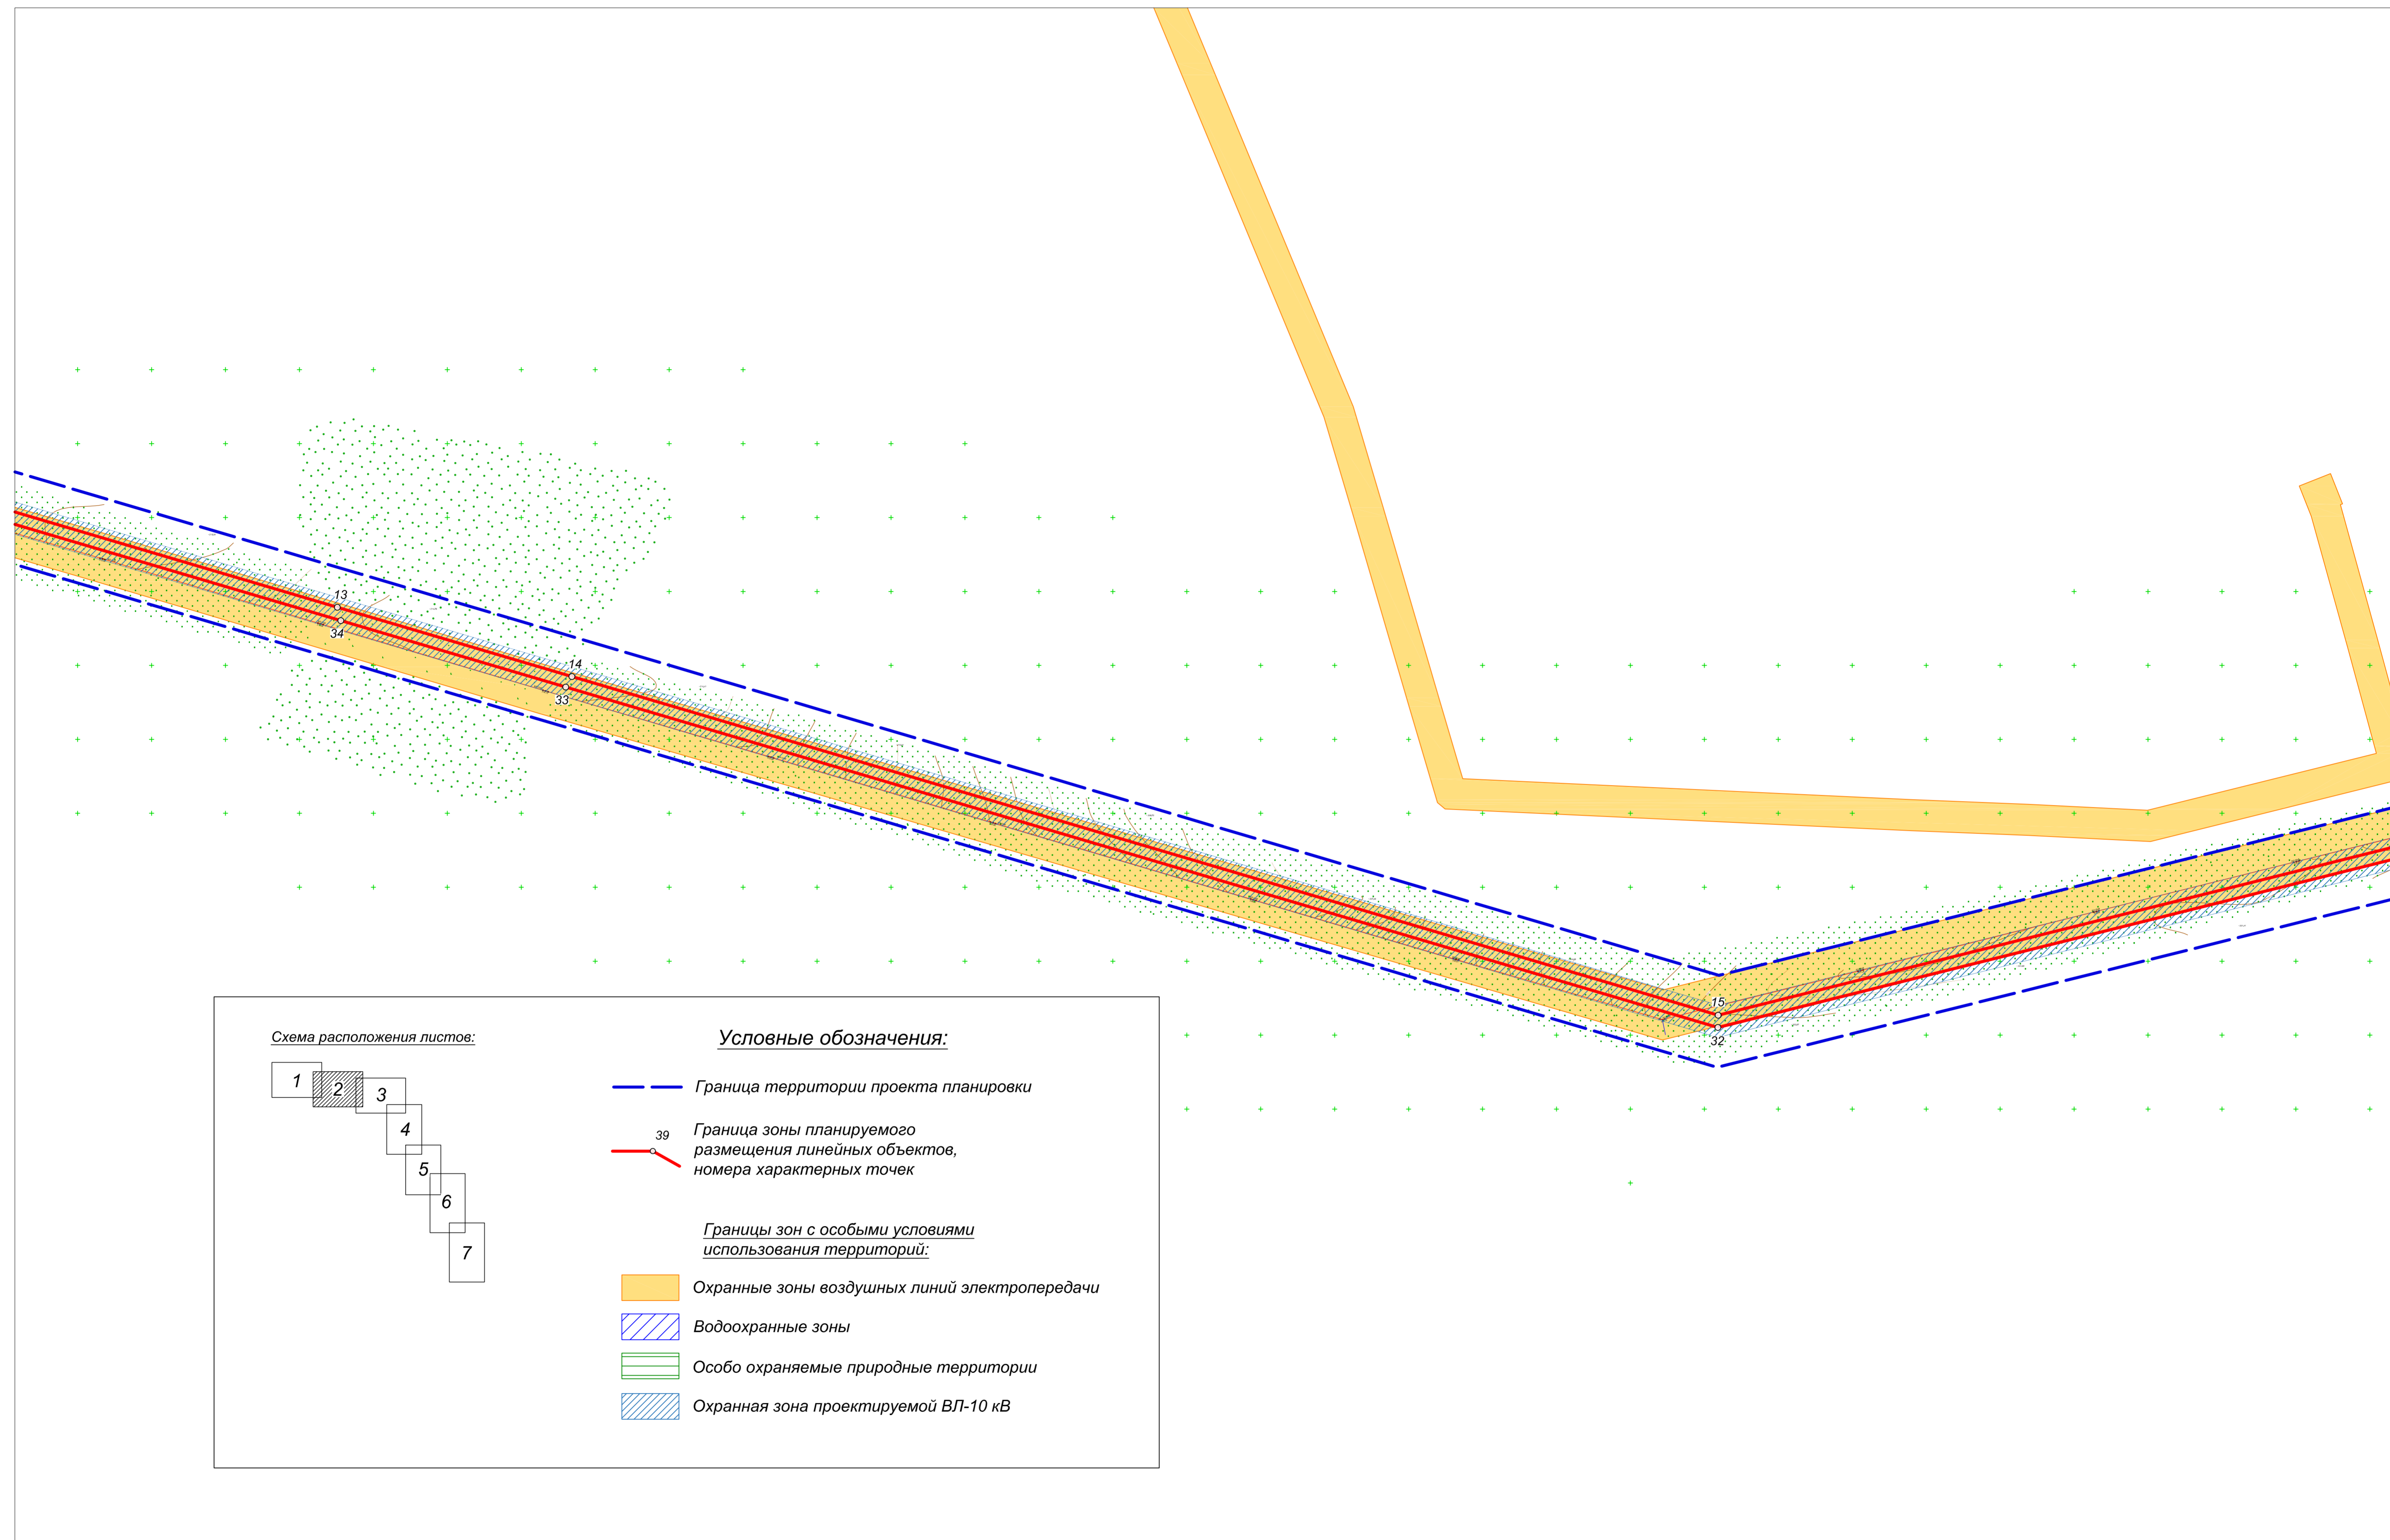 13
34
14
33
15
32
Схема расположения листов:
1
2
3
4
5
6
7
Условные обозначения:
Граница территории проекта планировки
39
Граница зоны планируемого
размещения линейных объектов,
номера характерных точек
Границы зон с особыми условиями
использования территорий:
Охранные зоны воздушных линий электропередачи
Водоохранные зоны
Особо охраняемые природные территории
Охранная зона проектируемой ВЛ-10 кВ